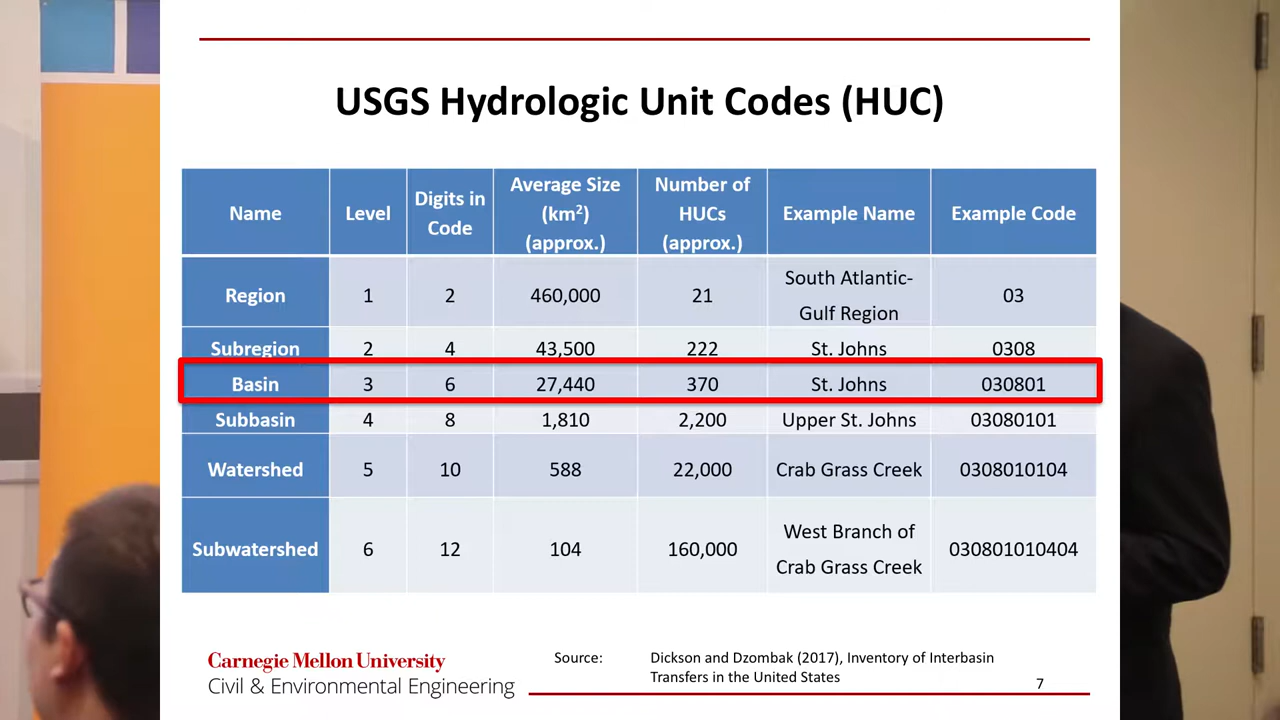 USGS Hydrologic Unit Codes (HUC)
Name
Level
Digits in
Code
Average Size
(km²)
(approx.)
Number of
HUCs
(approx.)
Example Name
Example Code
Region
1
2
460,000
21
South Atlantic-
Gulf Region
03
Subregion
2
4
43,500
222
St. Johns
0308
Basin
3
6
27,440
370
St. Johns
030801
Subbasin
4
8
1,810
2,200
Upper St. Johns
03080101
Watershed
5
10
588
22,000
Crab Grass Creek
0308010104
Subwatershed
6
12
104
160,000
West Branch of
Crab Grass Creek
030801010404
Carnegie Mellon University
Civil & Environmental Engineering
Source:
Dickson and Dzombak (2017), Inventory of Interbasin
Transfers in the United States
7